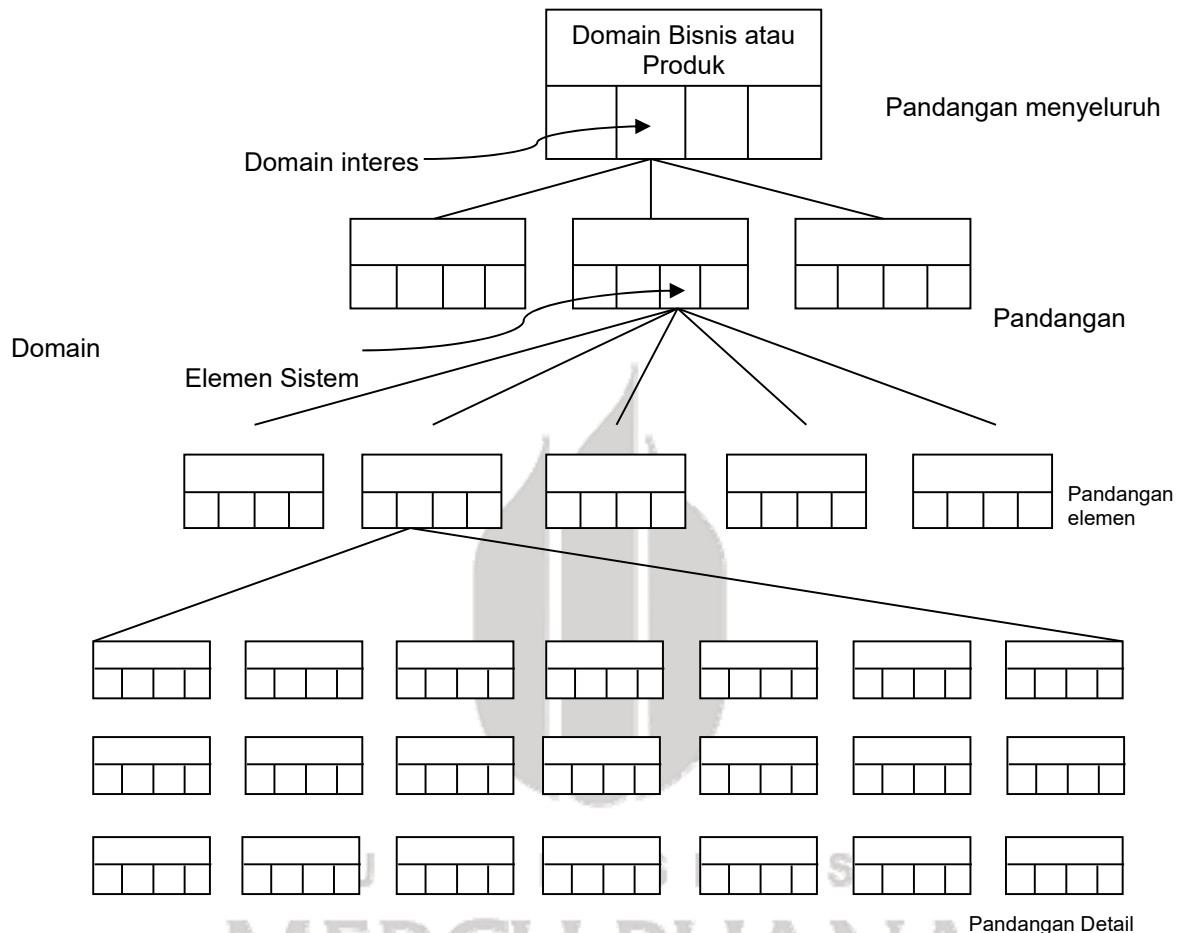 Domain Bisnis atau
Produk
Pandangan menyeluruh
Domain interes
Pandangan
Domain
Elemen Sistem
Pandangan
elemen
Pandangan Detail